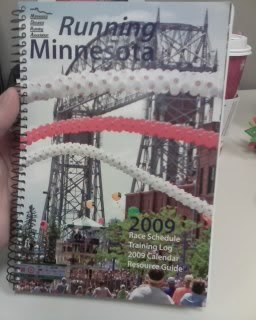 Running
Minnesota
2009
Race Schedule
Training Log
2009 Calendar
Resource Guide